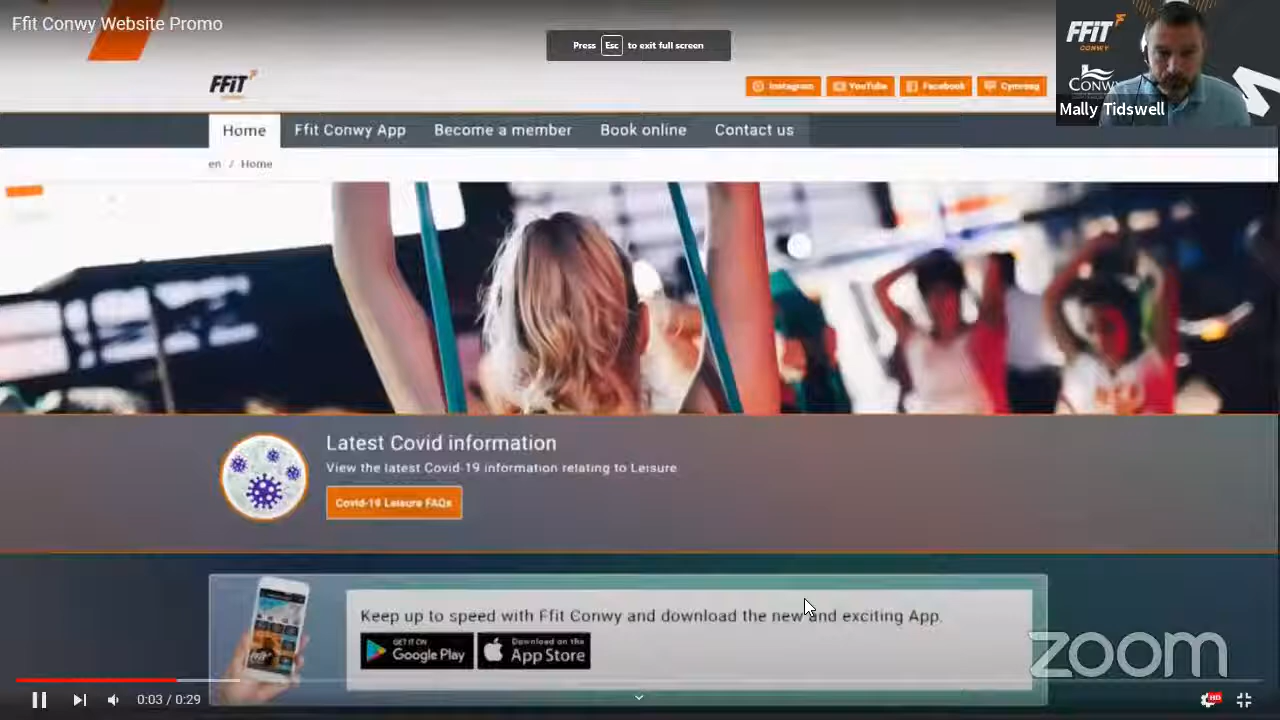 Ffit Conwy Website Promo
Press Esc to exit full screen
FFiT
CONWY
CONWY
Mally Tidswell
FFiT
Instagram YouTube Facebook Cymraeg
Home Ffit Conwy App Become a member Book online Contact us
en / Home
Latest Covid information
View the latest Covid-19 information relating to Leisure
Covid-19 Leisure FAQs
Keep up to speed with Ffit Conwy and download the new and exciting App.
GET IT ON
Google Play
Download on the
App Store
FFiT
zoom
0:03 / 0:29
HD